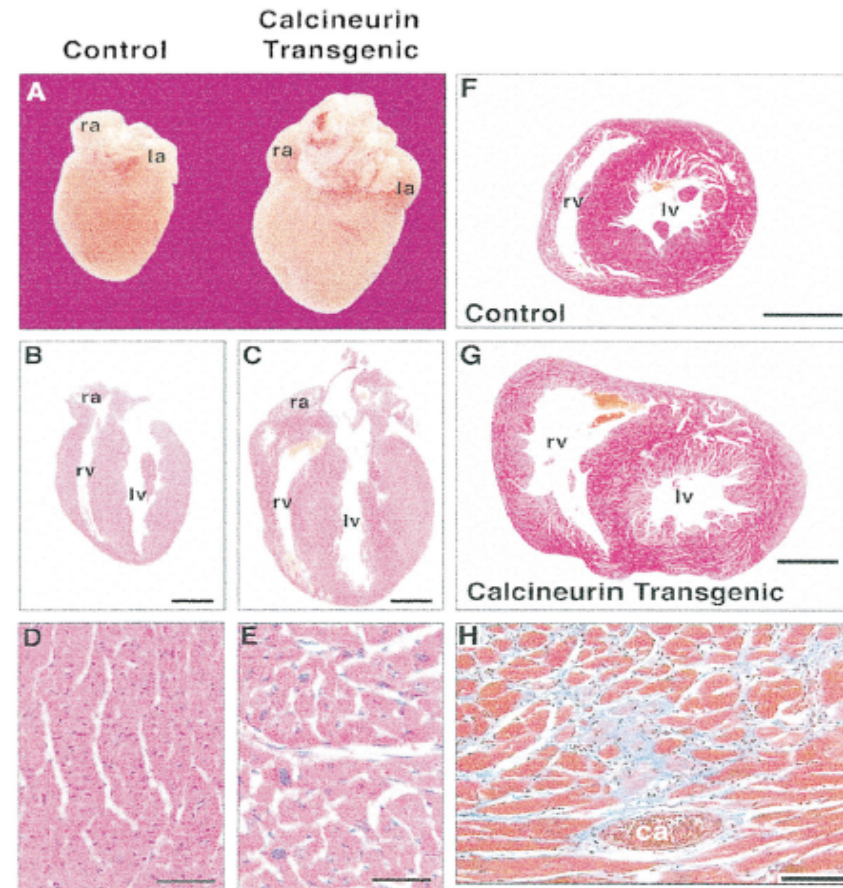 Control
Calcineurin
Transgenic
A
ra
la
ra
la
F
rv
lv
Control
B
ra
rv
lv
C
ra
rv
lv
G
rv
lv
Calcineurin Transgenic
D
E
H
ca